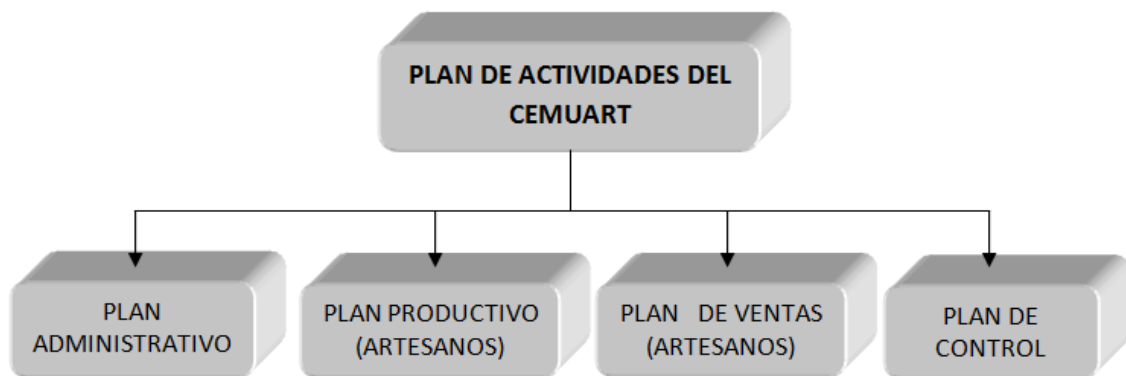 PLAN DE ACTIVIDADES DEL
CEMUART
PLAN
ADMINISTRATIVO
PLAN PRODUCTIVO
(ARTESANOS)
PLAN DE VENTAS
(ARTESANOS)
PLAN DE
CONTROL